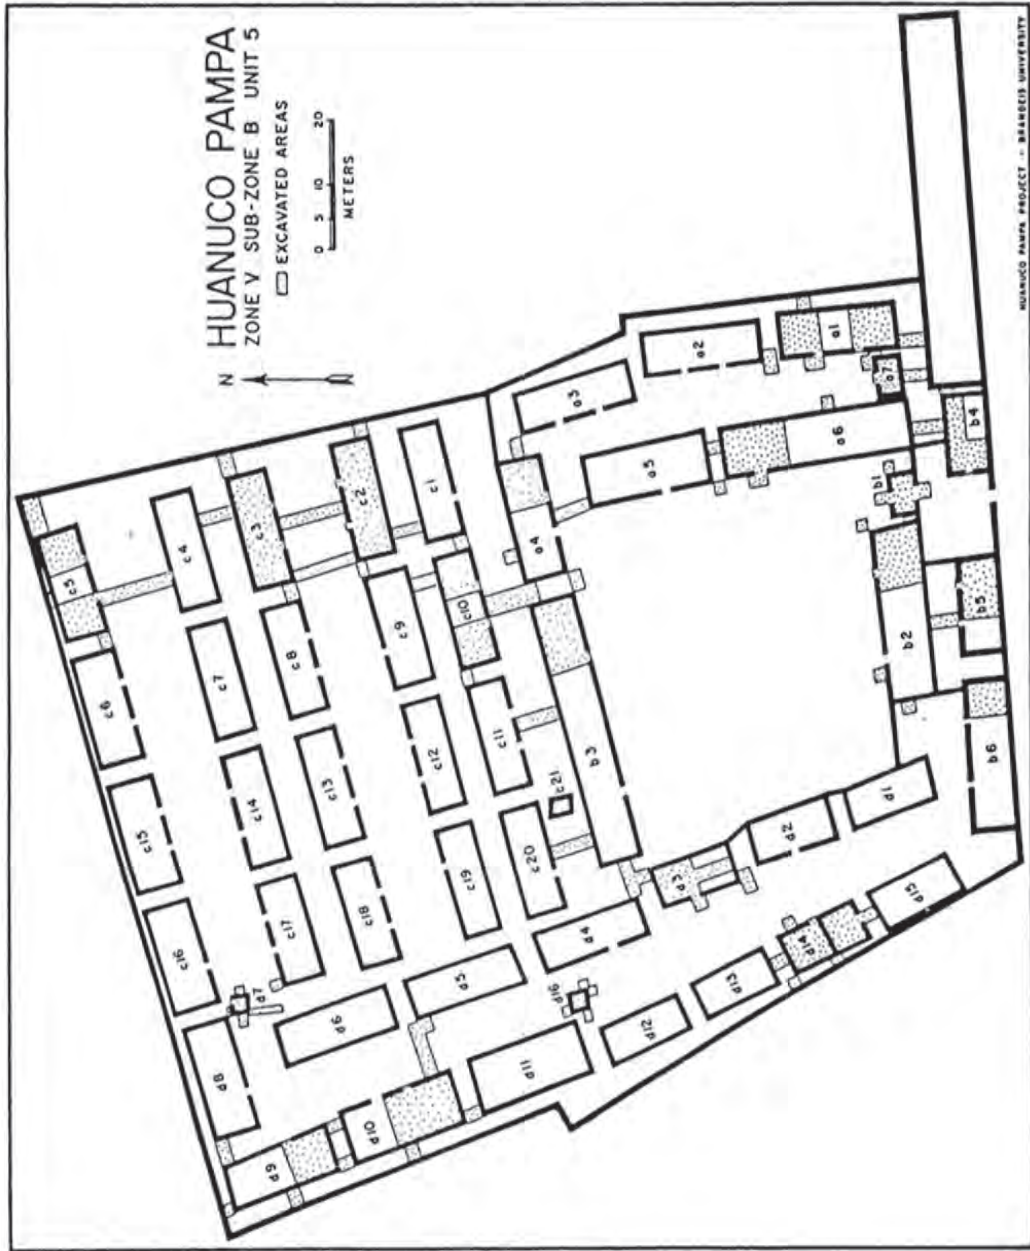 HUANUCO PAMPA
ZONE V SUB-ZONE B UNIT 5
EXCAVATED AREAS
0 5 10 20
METERS
N
c5
c6
c15
c16
d8
d9
c4
c7
c14
c17
d7
d6
d10
c3
c8
c13
c18
d5
d11
c2
c9
c12
c19
d4
d16
c1
c10
c11
c20
c21
d12
a3
a4
b3
d3
d13
a2
a5
d2
d14
a1
a6
a7
d1
d15
b1
b2
b4
b5
b6
HUANUCO PAMPA PROJECT - BRANDEIS UNIVERSITY